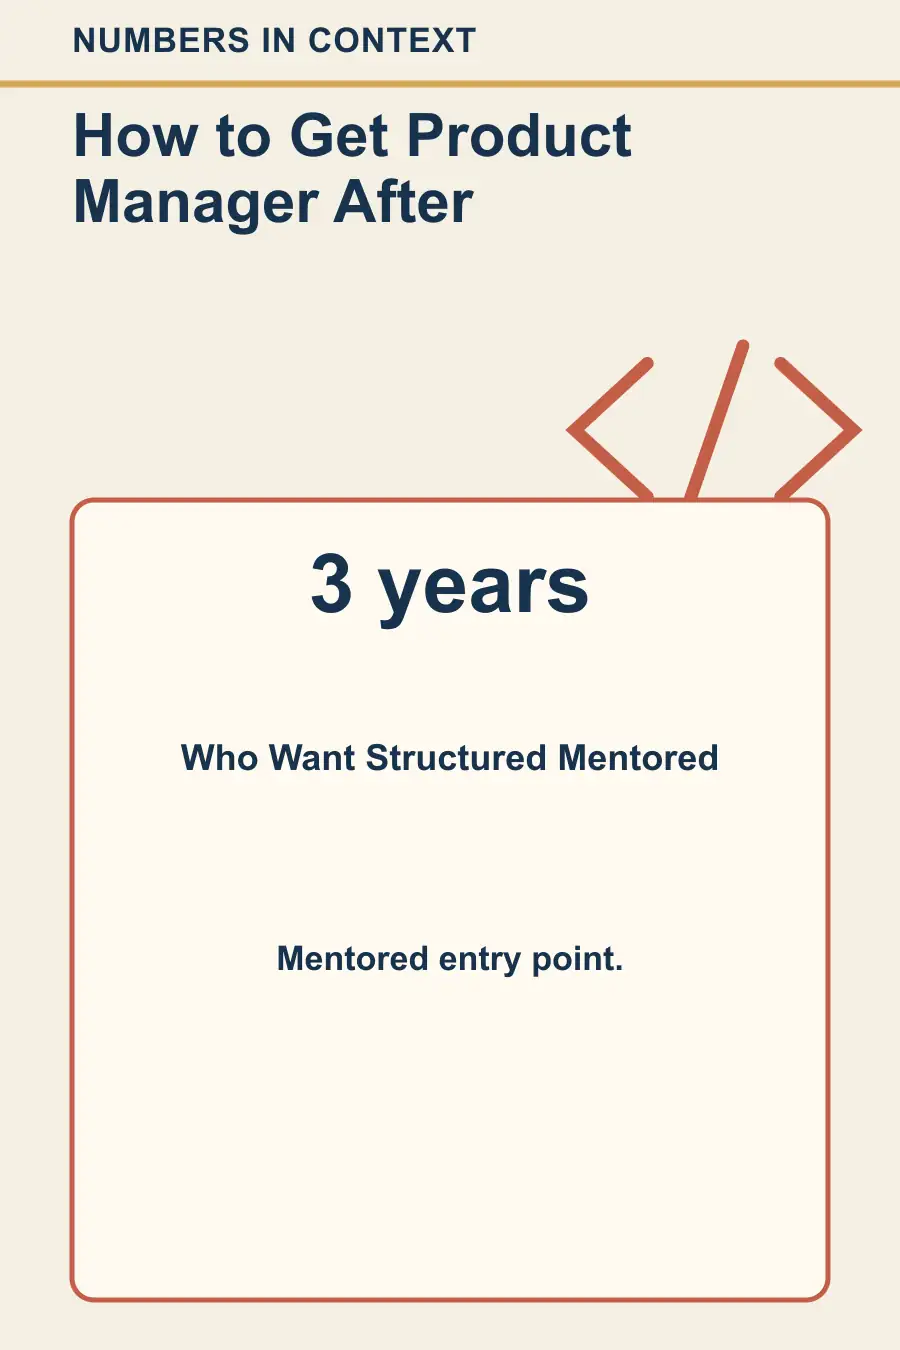 NUMBERS IN CONTEXT
How to Get Product
Manager After
3 years
Who Want Structured Mentored
Mentored entry point.